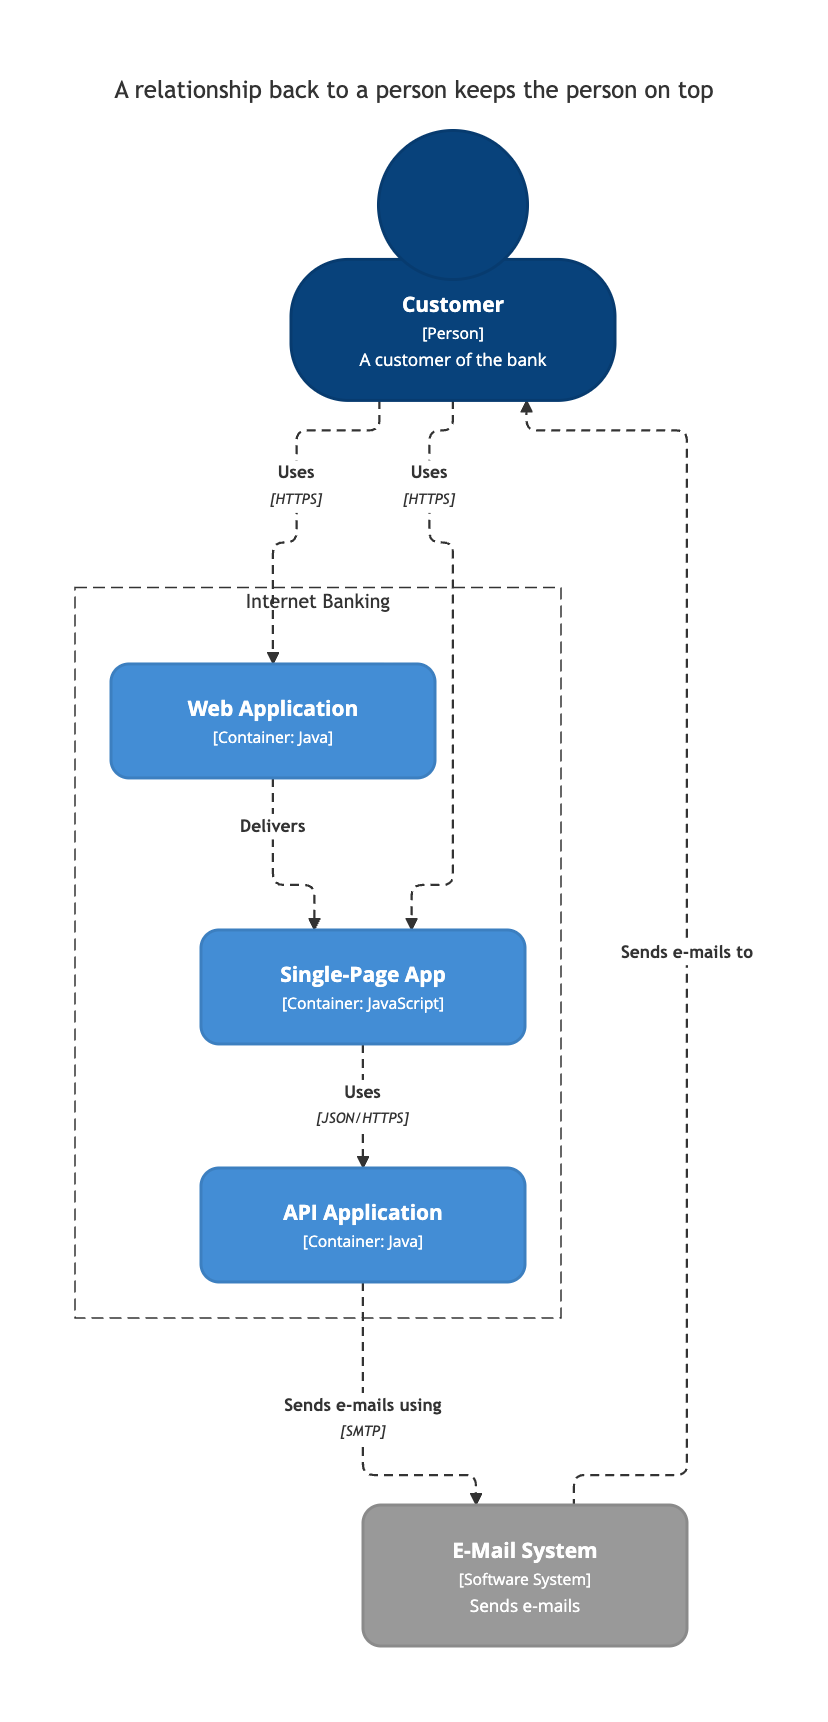 A relationship back to a person keeps the person on top
Customer
[Person]
A customer of the bank
Uses
[HTTPS]
Uses
[HTTPS]
Internet Banking
Web Application
[Container: Java]
Delivers
Sends e-mails to
Single-Page App
[Container: JavaScript]
Uses
[JSON/HTTPS]
API Application
[Container: Java]
Sends e-mails using
[SMTP]
E-Mail System
[Software System]
Sends e-mails